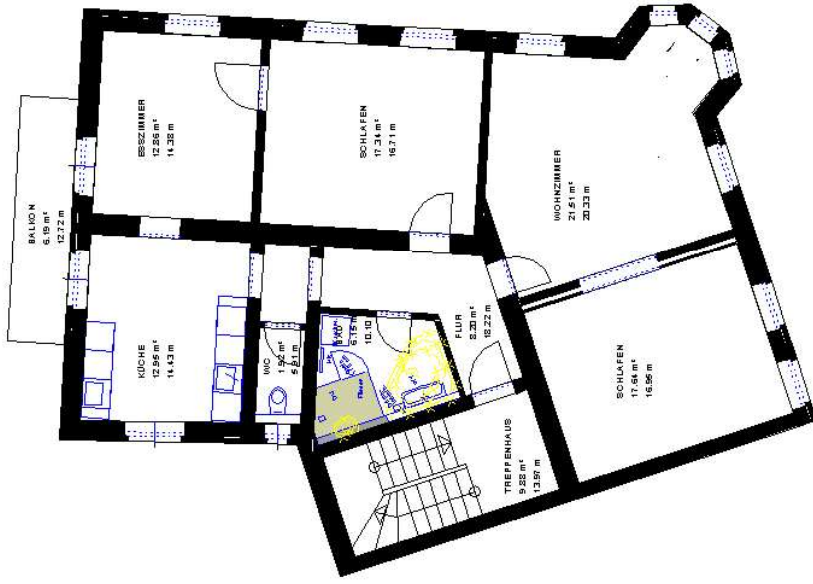 BALKON
6.19 m²
12.72 m
ESSZIMMER
12.86 m²
14.38 m
SCHLAFEN
17.34 m²
16.71 m
WOHNZIMMER
21.51 m²
20.33 m
KÜCHE
12.95 m²
14.43 m
WC
1.92 m²
5.91 m
BAD
6.15 m²
10.10
FLUR
8.20 m²
18.22 m
TREPPENHAUS
9.88 m²
13.97 m
SCHLAFEN
17.64 m²
16.95 m